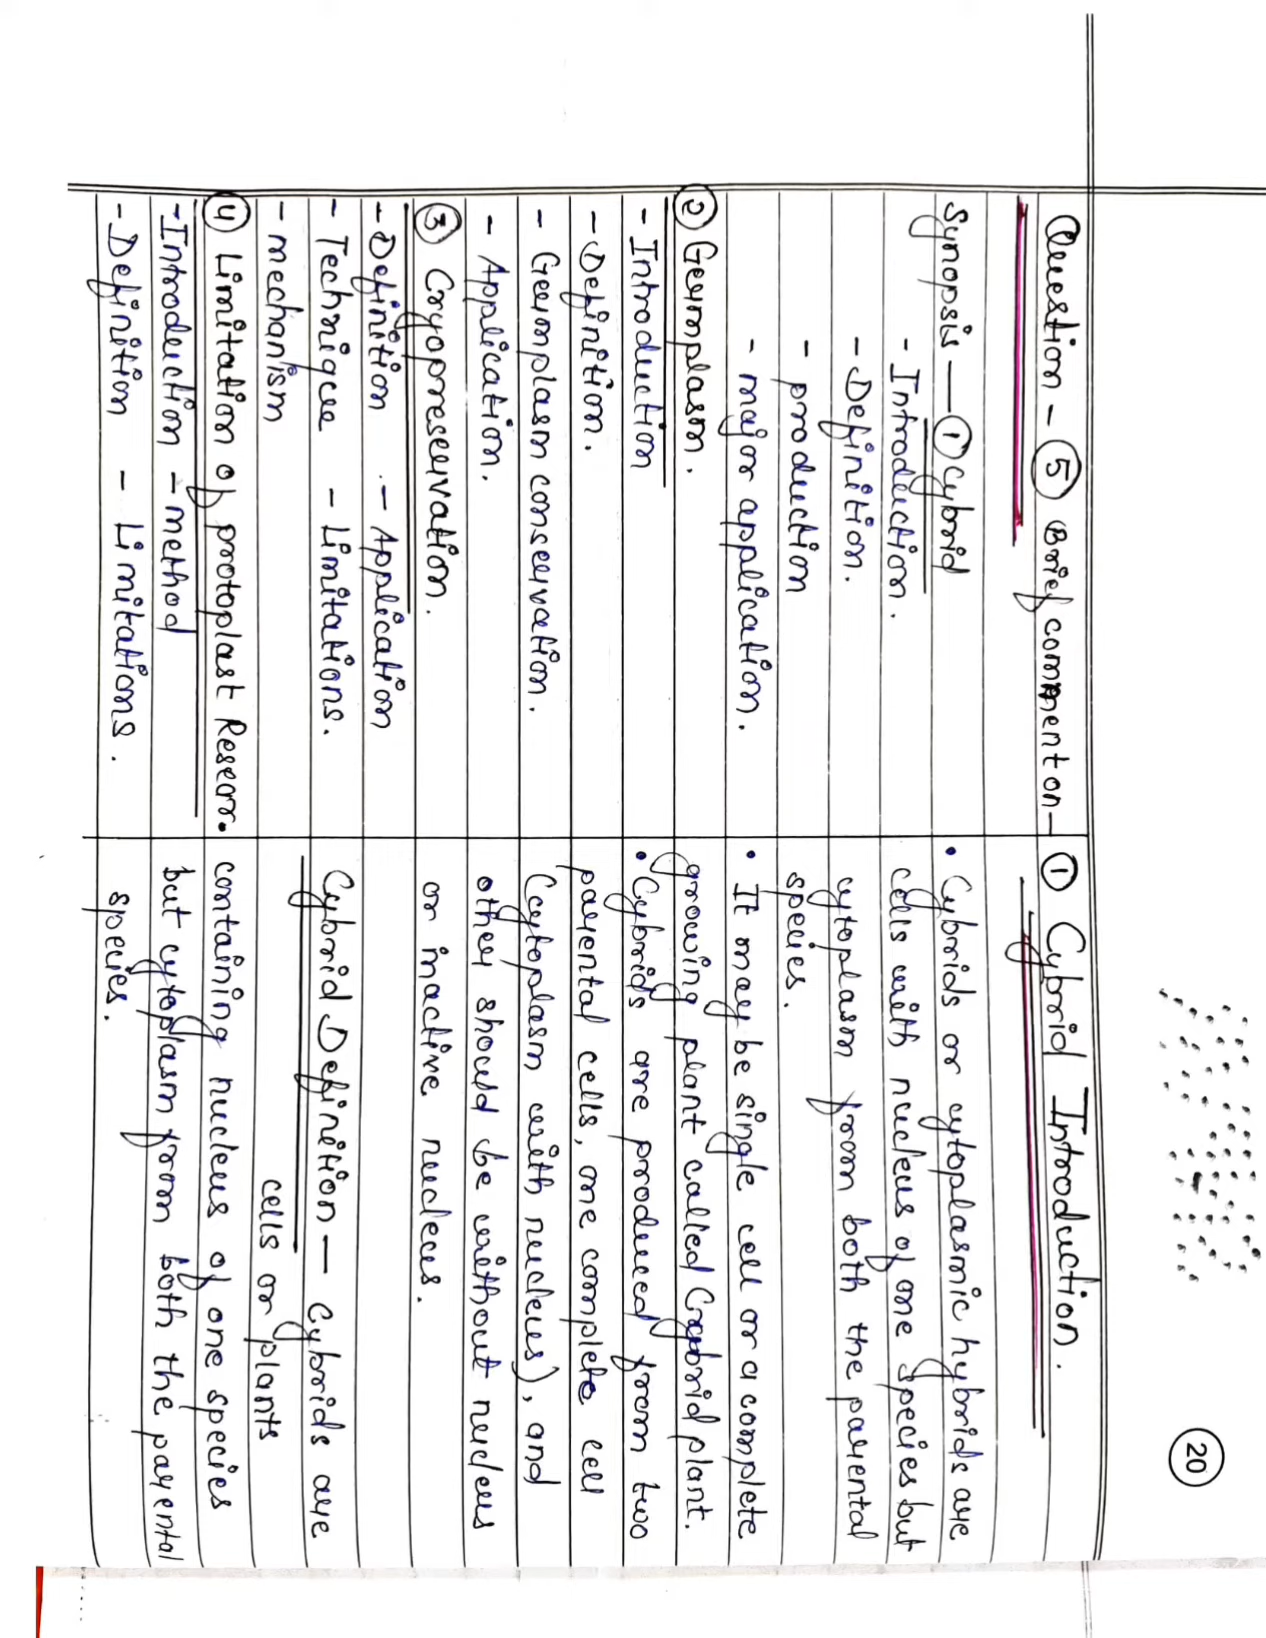 20
Question - 5 Brief comment on -
Synopsis — 1 Cybrid
- Introduction.
- Definition.
- production
- major application.
2 Germplasm.
- Introduction
- Definition.
- Germplasm conservation.
- Application.
3 Cryopreservation.
- Definition - Application
- Technique - Limitations.
- mechanism
4 Limitation of protoplast Resear.
- Introduction - method
- Definition - Limitations.
1 Cybrid Introduction.
• Cybrids or cytoplasmic hybrids are
cells with nucleus of one species but
cytoplasm from both the parental
species.
• It may be single cell or a complete
growing plant called Cybrid plant.
• Cybrids are produced from two
parental cells, one complete cell
(cytoplasm with nucleus), and
other should be without nucleus
or inactive nucleus.
Cybrid Definition — Cybrids are
cells or plants
containing nucleus of one species
but cytoplasm from both the parental
species.